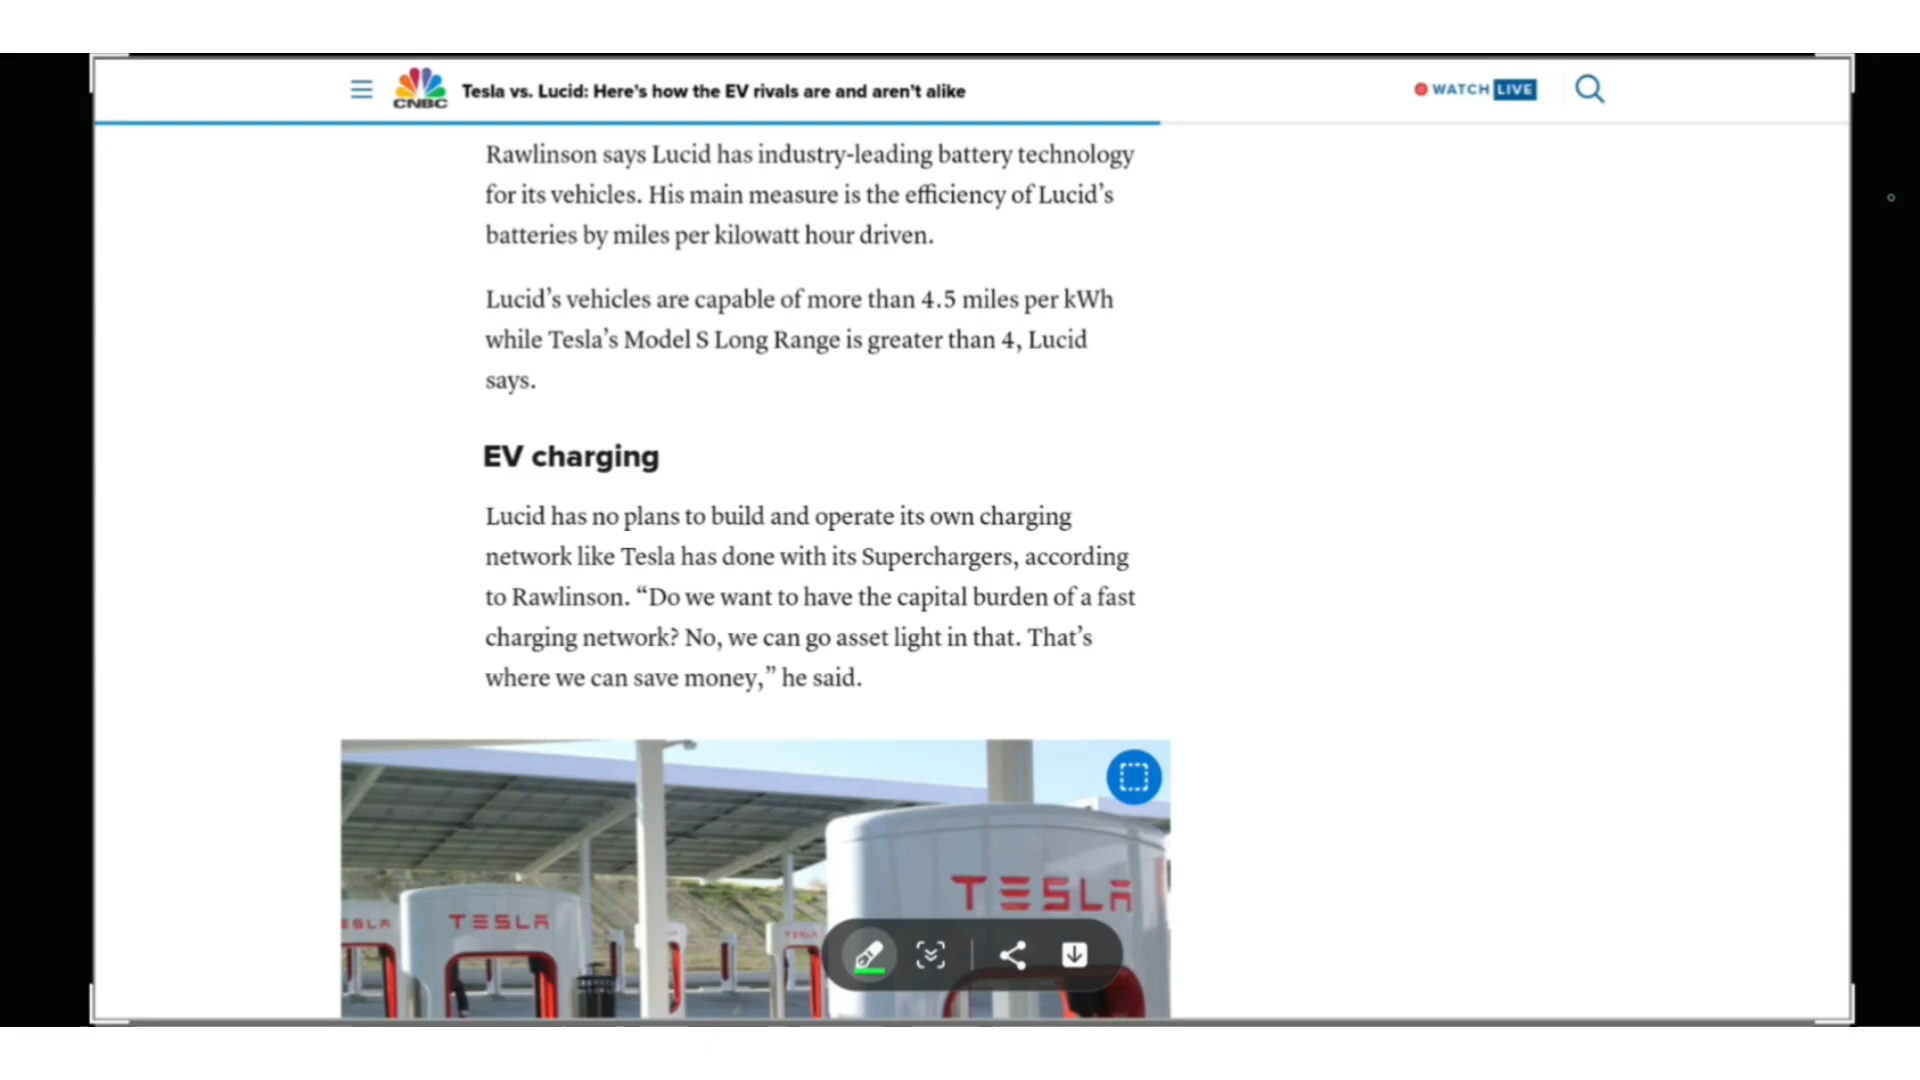 CNBC
Tesla vs. Lucid: Here's how the EV rivals are and aren't alike
WATCH LIVE
Rawlinson says Lucid has industry-leading battery technology
for its vehicles. His main measure is the efficiency of Lucid's
batteries by miles per kilowatt hour driven.
Lucid's vehicles are capable of more than 4.5 miles per kWh
while Tesla's Model S Long Range is greater than 4, Lucid
says.
EV charging
Lucid has no plans to build and operate its own charging
network like Tesla has done with its Superchargers, according
to Rawlinson. “Do we want to have the capital burden of a fast
charging network? No, we can go asset light in that. That's
where we can save money,” he said.
TESLA
ESLA
TESLA
TESLA